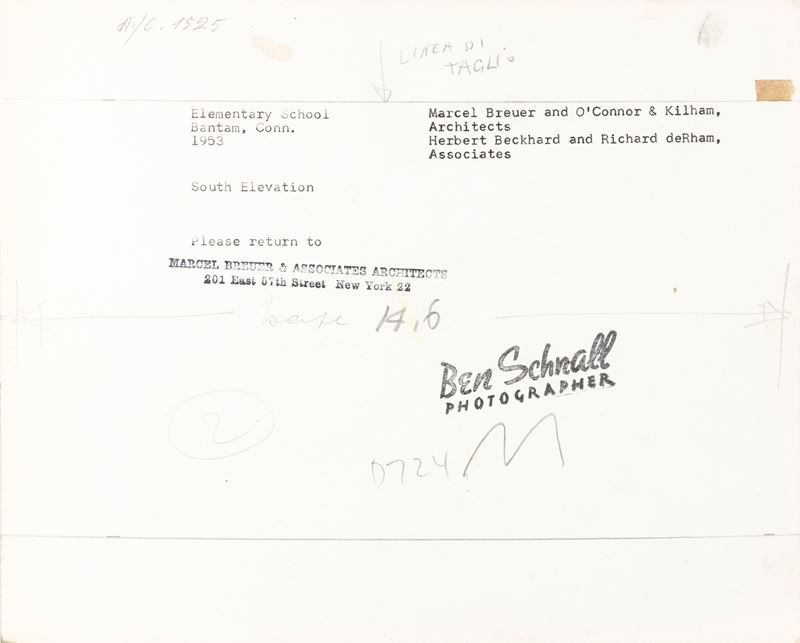 A/C. 1525
LINEA DI
TAGLIO
Elementary School
Bantam, Conn.
1953
Marcel Breuer and O'Connor & Kilham,
Architects
Herbert Beckhard and Richard deRham,
Associates
South Elevation
Please return to
MARCEL BREUER & ASSOCIATES ARCHITECTS
201 East 57th Street New York 22
base 14,6
Ben Schnall
PHOTOGRAPHER
2
D724 M